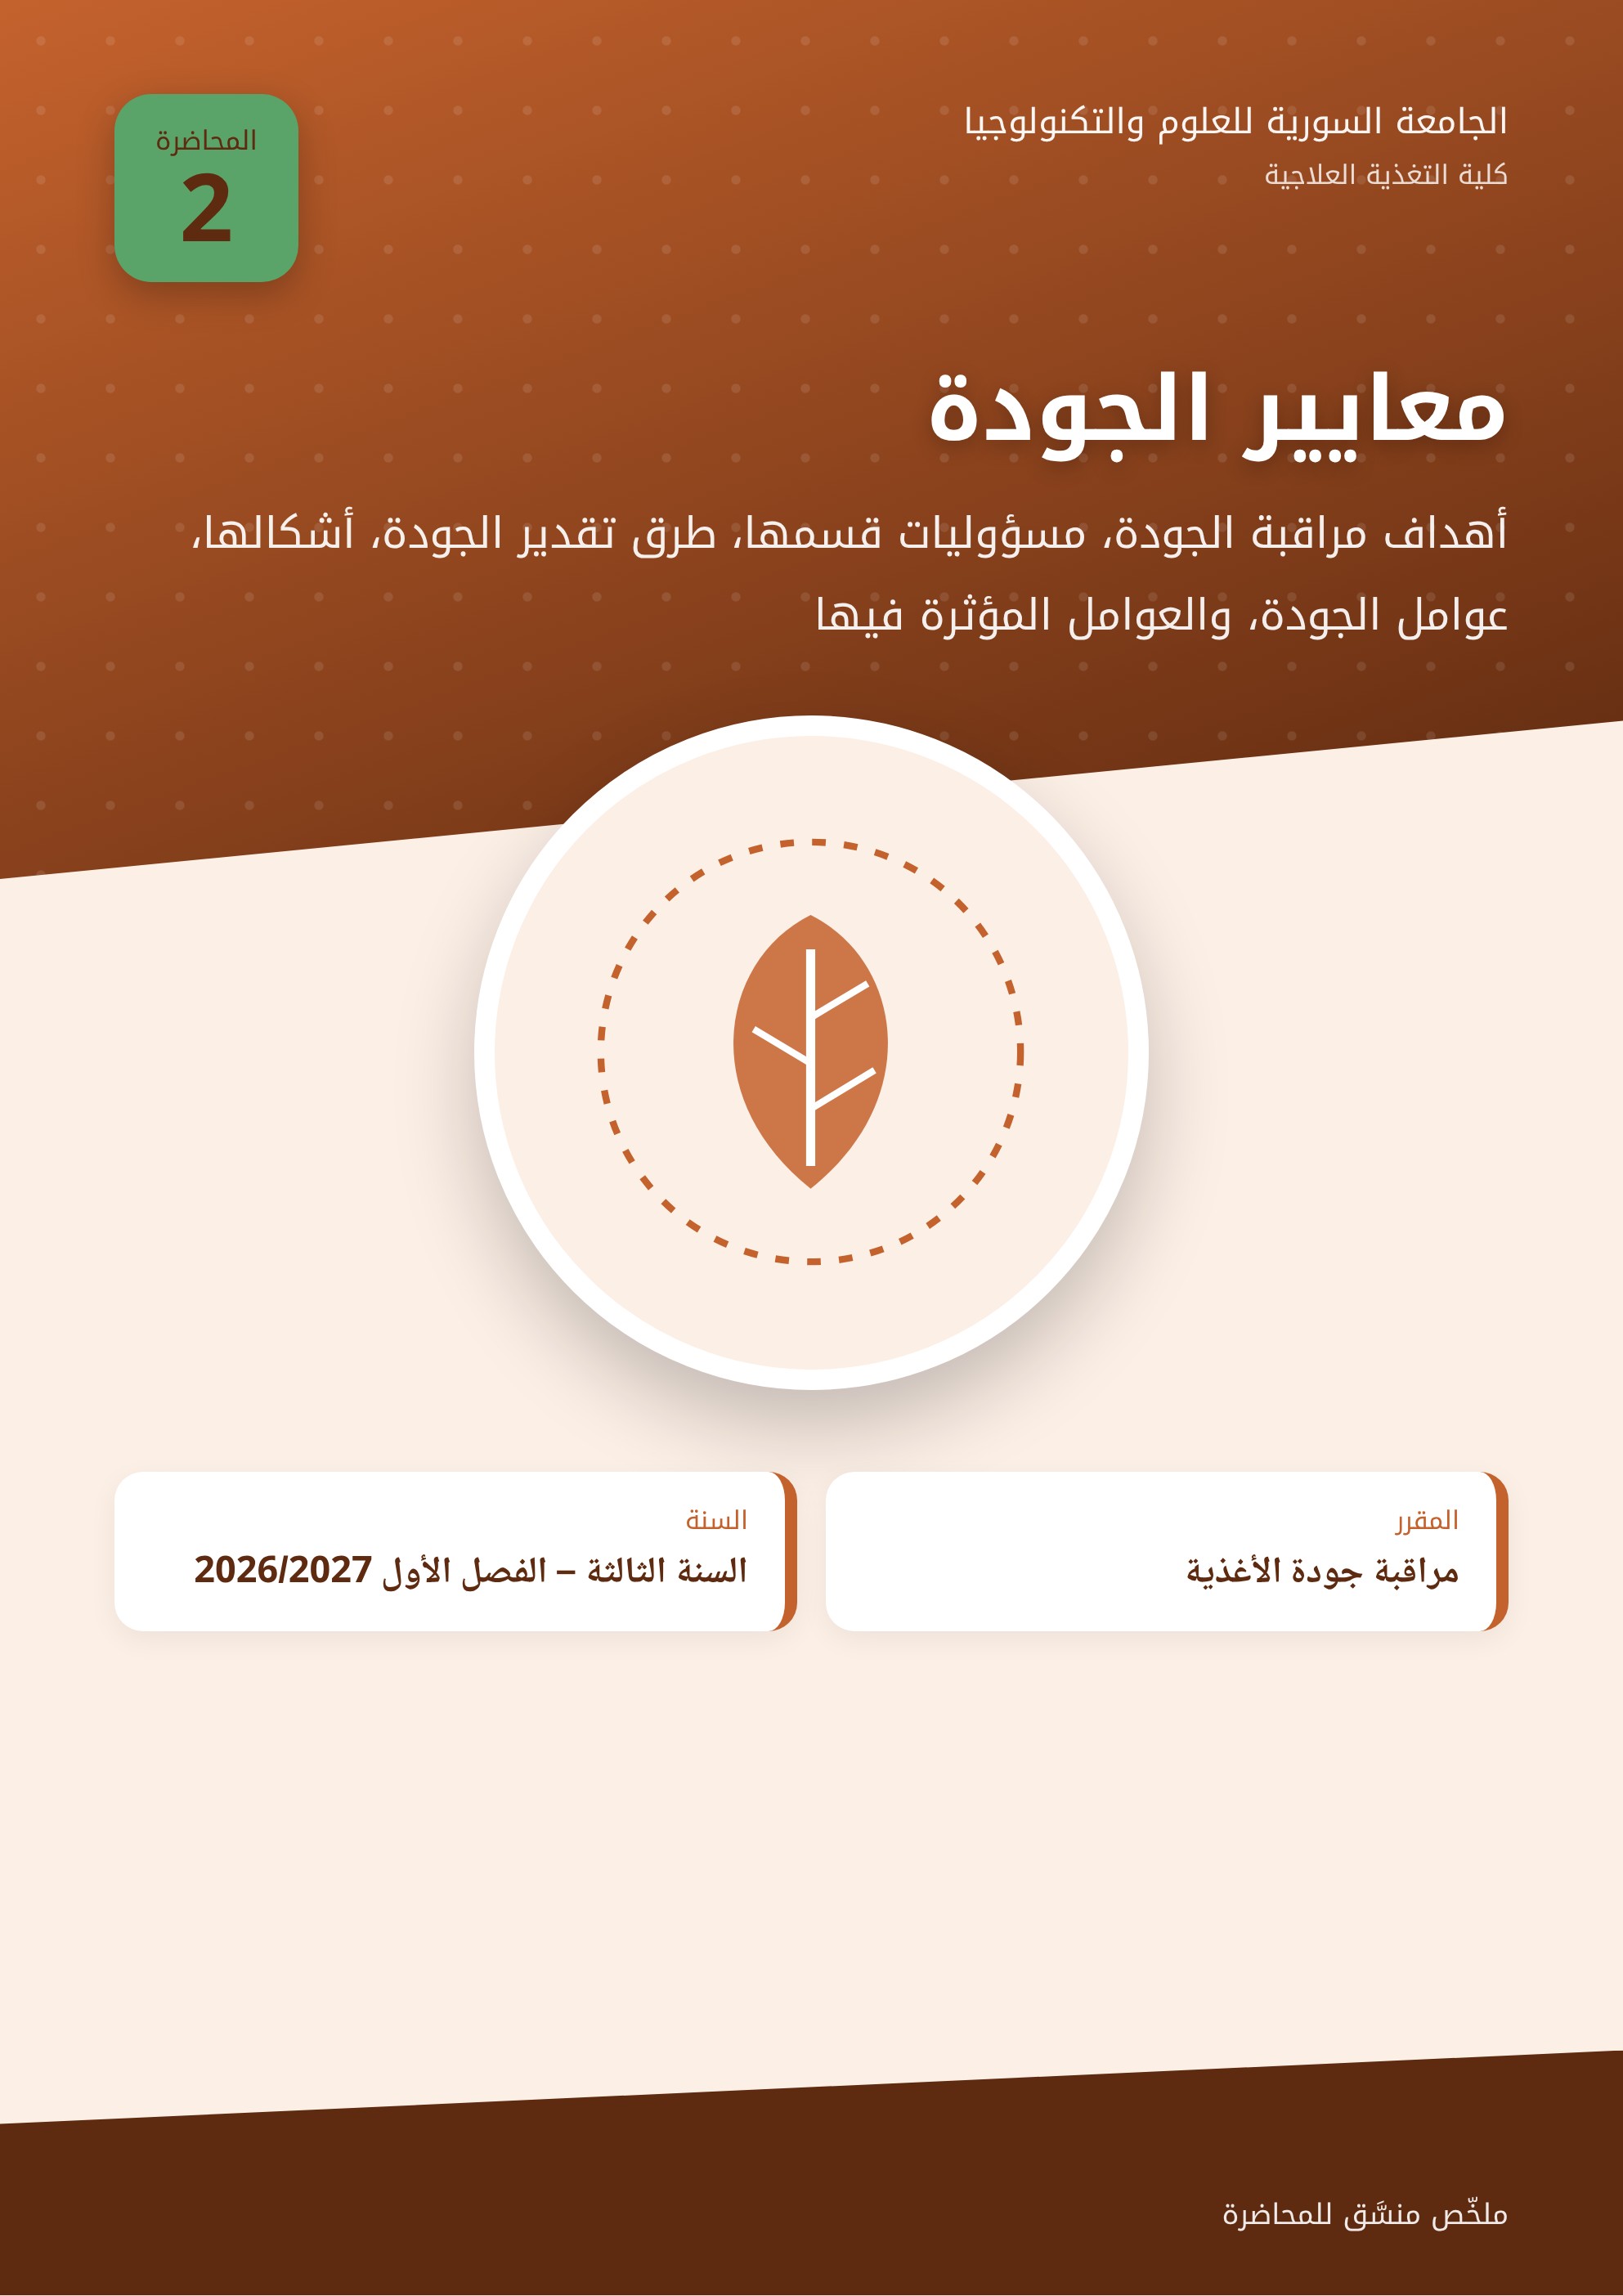 الجامعة السورية للعلوم والتكنولوجيا
كلية التغذية العلاجية
المحاضرة
2
معايير الجودة
أهداف مراقبة الجودة، مسؤوليات قسمها، طرق تقدير الجودة، أشكالها،
عوامل الجودة، والعوامل المؤثرة فيها
المقرر
مراقبة جودة الأغذية
السنة
السنة الثالثة – الفصل الأول 2026/2027
ملخّص منسَّق للمحاضرة